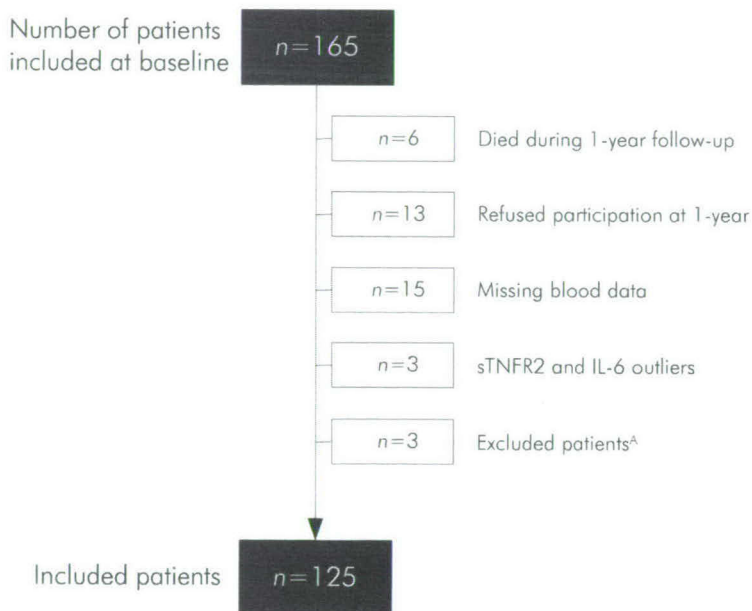 Number of patients
included at baseline
n=165
n=6 Died during 1-year follow-up
n=13 Refused participation at 1-year
n=15 Missing blood data
n=3 sTNFR2 and IL-6 outliers
n=3 Excluded patientsᴬ
Included patients n=125